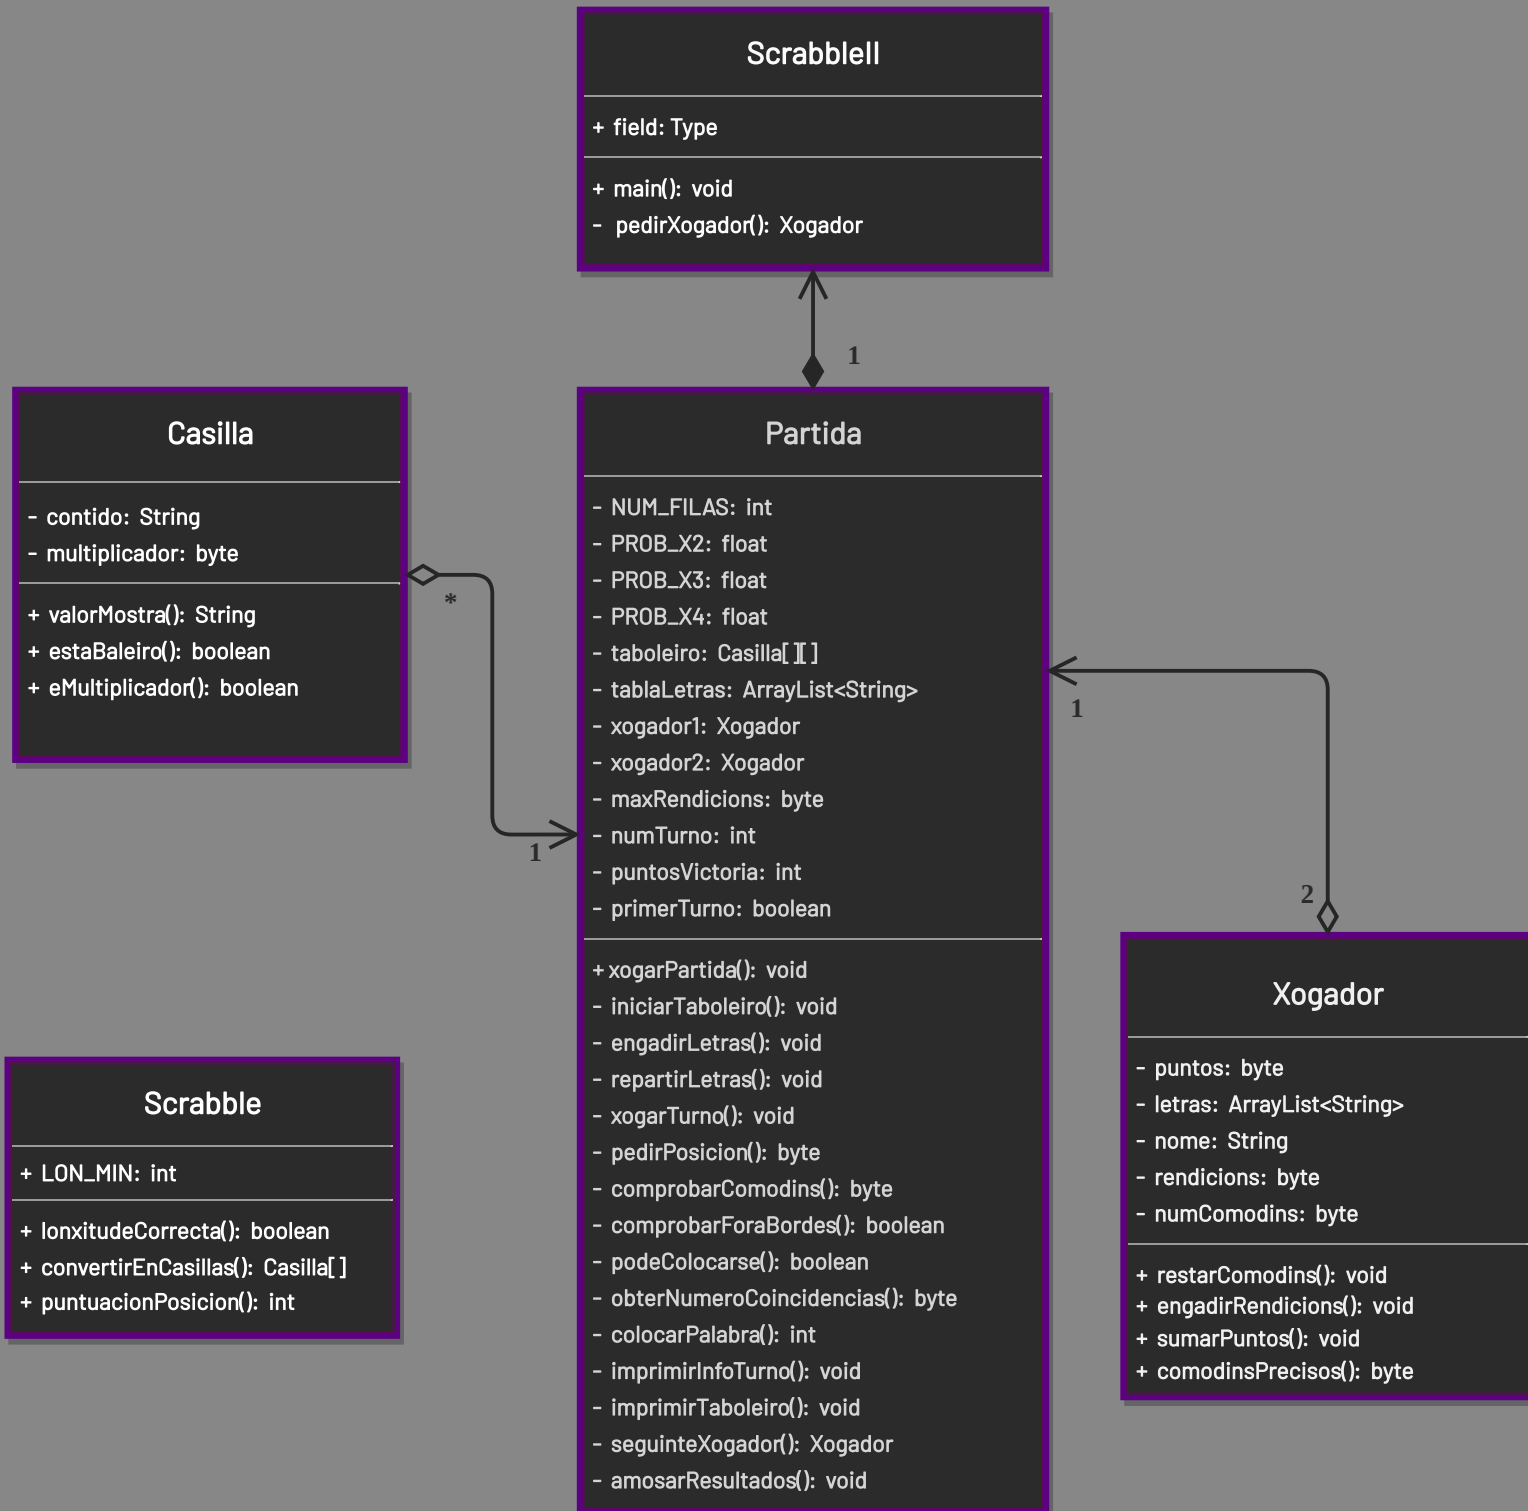 ScrabbleII
+ field: Type
+ main(): void
- pedirXogador(): Xogador
1
Casilla
- contido: String
- multiplicador: byte
+ valorMostra(): String
+ estaBaleiro(): boolean
+ eMultiplicador(): boolean
*
1
Partida
- NUM_FILAS: int
- PROB_X2: float
- PROB_X3: float
- PROB_X4: float
- taboleiro: Casilla[][]
- tablaLetras: ArrayList<String>
- xogador1: Xogador
- xogador2: Xogador
- maxRendicions: byte
- numTurno: int
- puntosVictoria: int
- primerTurno: boolean
+ xogarPartida(): void
- iniciarTaboleiro(): void
- engadirLetras(): void
- repartirLetras(): void
- xogarTurno(): void
- pedirPosicion(): byte
- comprobarComodins(): byte
- comprobarForaBordes(): boolean
- podeColocarse(): boolean
- obterNumeroCoincidencias(): byte
- colocarPalabra(): int
- imprimirInfoTurno(): void
- imprimirTaboleiro(): void
- seguinteXogador(): Xogador
- amosarResultados(): void
1
2
Xogador
- puntos: byte
- letras: ArrayList<String>
- nome: String
- rendicions: byte
- numComodins: byte
+ restarComodins(): void
+ engadirRendicions(): void
+ sumarPuntos(): void
+ comodinsPrecisos(): byte
Scrabble
+ LON_MIN: int
+ lonxitudeCorrecta(): boolean
+ convertirEnCasillas(): Casilla[]
+ puntuacionPosicion(): int